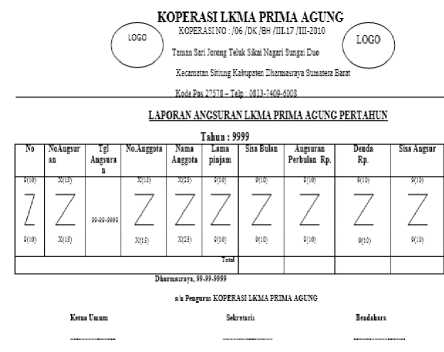 KOPERASI LKMA PRIMA AGUNG
KOPERASI NO : /06 /DK /BH /III.17 /III-2010
LOGO
LOGO
Taman Sari Jorong Teluk Sikai Nagari Sungai Duo
Kecamatan Sitiung Kabupaten Dharmasraya Sumatera Barat
Kode Pos 27578 – Telp : 0813-7409-6008
LAPORAN ANGSURAN LKMA PRIMA AGUNG PERTAHUN
Tahun : 9999
No NoAngsuran Tgl Angsuran No.Anggota Nama Anggota Lama pinjam Sisa Bulan Angsuran Perbulan Rp. Denda Rp. Sisa Angsur
9(10) X(15) X(15) X(25) 9(10) 9(10) 9(10) 9(10) 9(10)
99-99-9999
9(10) X(15) X(15) X(25) 9(10) 9(10) 9(10) 9(10) 9(10)
Total
Dharmasraya, 99-99-9999
a/n Pengurus KOPERASI LKMA PRIMA AGUNG
Ketua Umum Sekretaris Bendahara